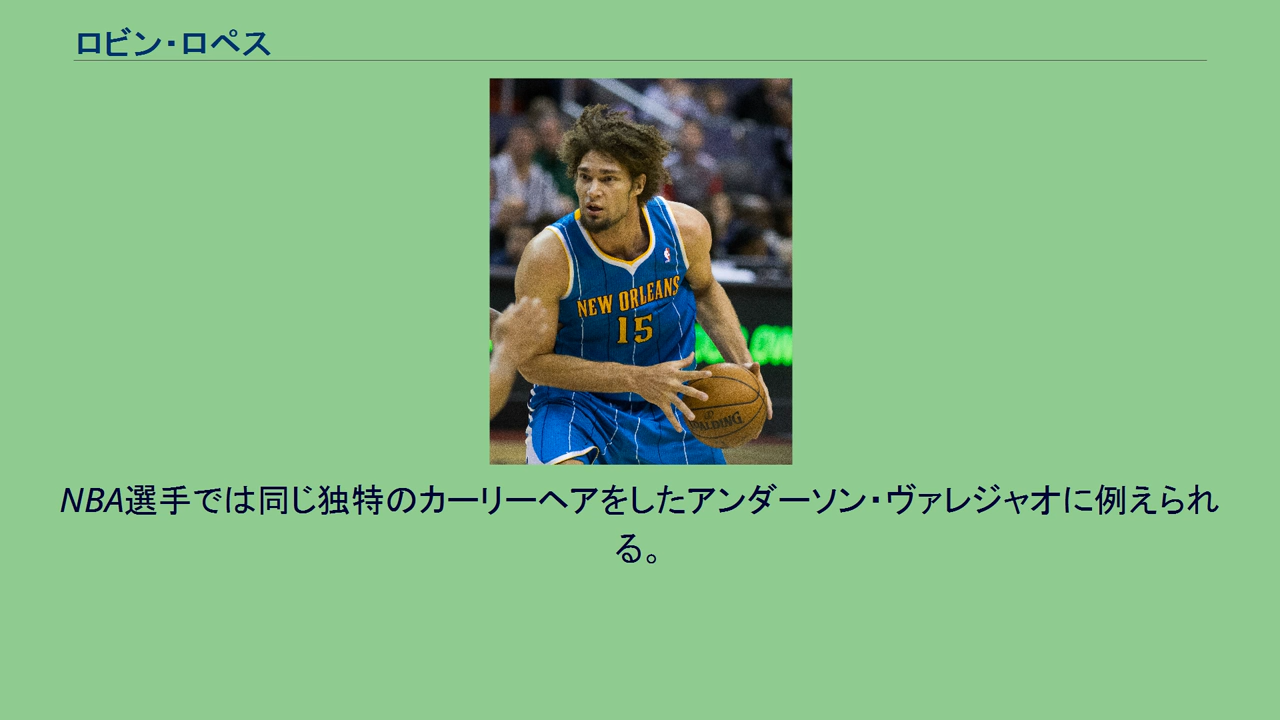 ロビン・ロペス
NEW ORLEANS
15
SPALDING
NBA選手では同じ独特のカーリーヘアをしたアンダーソン・ヴァレジャオに例えられ
る。